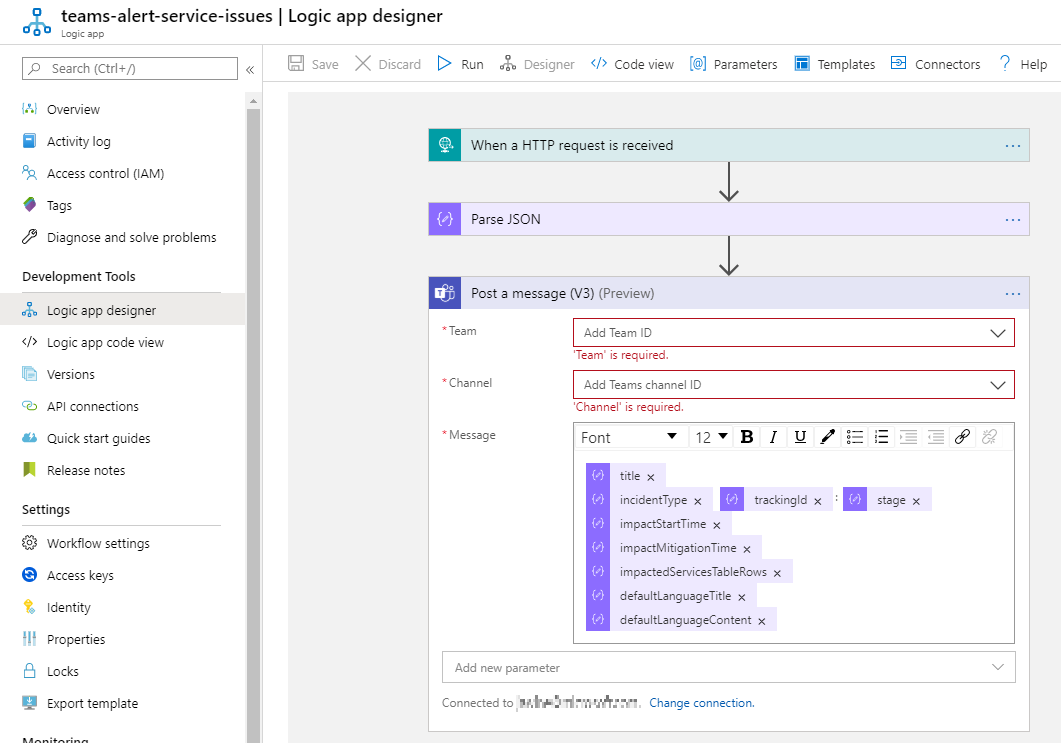 teams-alert-service-issues | Logic app designer
Logic app
Search (Ctrl+/)
«
Overview
Activity log
Access control (IAM)
Tags
Diagnose and solve problems
Development Tools
Logic app designer
Logic app code view
Versions
API connections
Quick start guides
Release notes
Settings
Workflow settings
Access keys
Identity
Properties
Locks
Export template
Monitoring
Save Discard Run Designer Code view Parameters Templates Connectors Help
When a HTTP request is received ...
Parse JSON ...
Post a message (V3) (Preview) ...
* Team
Add Team ID
'Team' is required.
* Channel
Add Teams channel ID
'Channel' is required.
* Message
Font 12 B I U
title ×
incidentType × trackingId × : stage ×
impactStartTime ×
impactMitigationTime ×
impactedServicesTableRows ×
defaultLanguageTitle ×
defaultLanguageContent ×
Add new parameter
Connected to Change connection.